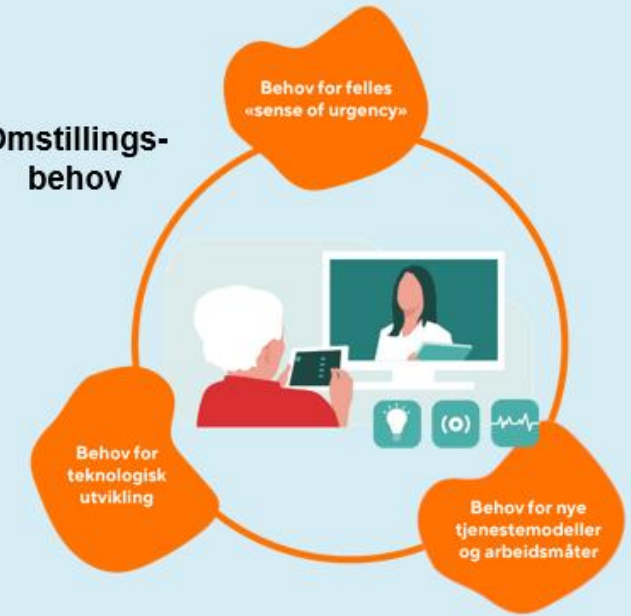 Behov for felles
«sense of urgency»
Omstillings-
behov
Behov for
teknologisk
utvikling
Behov for nye
tjenestemodeller
og arbeidsmåter